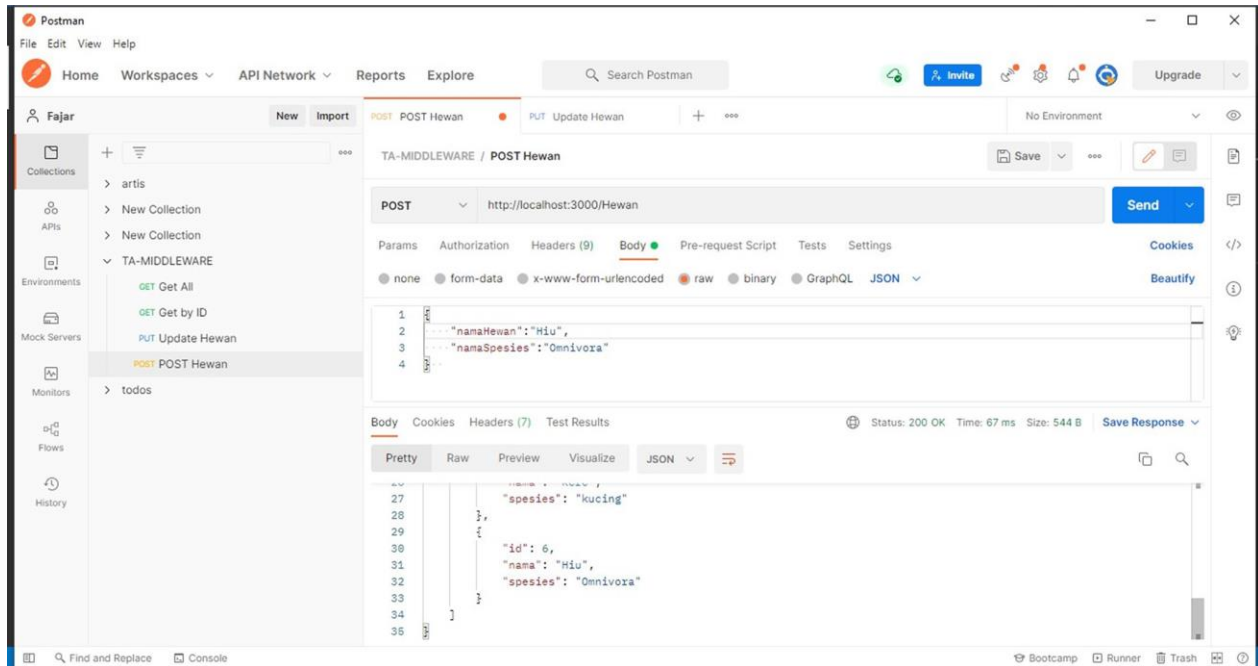 Postman
File Edit View Help
Home Workspaces API Network Reports Explore Search Postman Invite Upgrade
Fajar New Import POST POST Hewan PUT Update Hewan No Environment
Collections
APIs
Environments
Mock Servers
Monitors
Flows
History
artis
New Collection
New Collection
TA-MIDDLEWARE
GET Get All
GET Get by ID
PUT Update Hewan
POST POST Hewan
todos
TA-MIDDLEWARE / POST Hewan Save
POST http://localhost:3000/Hewan Send
Params Authorization Headers (9) Body Pre-request Script Tests Settings Cookies
none form-data x-www-form-urlencoded raw binary GraphQL JSON Beautify
1 {
2 "namaHewan":"Hiu",
3 "namaSpesies":"Omnivora"
4 }
Body Cookies Headers (7) Test Results Status: 200 OK Time: 67 ms Size: 544 B Save Response
Pretty Raw Preview Visualize JSON
27 "spesies": "kucing"
28 },
29 {
30 "id": 6,
31 "nama": "Hiu",
32 "spesies": "Omnivora"
33 }
34 ]
35 }
Find and Replace Console Bootcamp Runner Trash